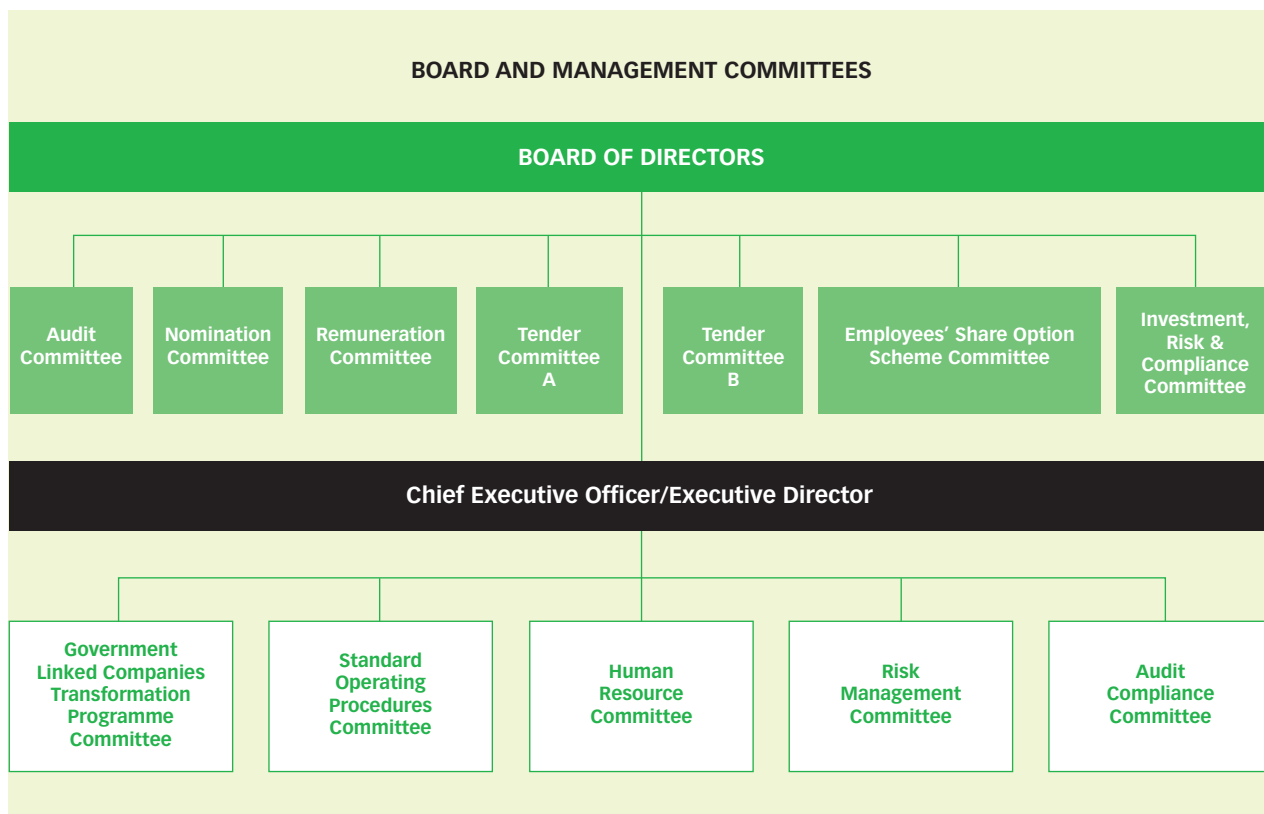 BOARD AND MANAGEMENT COMMITTEES
BOARD OF DIRECTORS
Audit
Committee
Nomination
Committee
Remuneration
Committee
Tender
Committee
A
Tender
Committee
B
Employees’ Share Option
Scheme Committee
Investment,
Risk &
Compliance
Committee
Chief Executive Officer/Executive Director
Government
Linked Companies
Transformation
Programme
Committee
Standard
Operating
Procedures
Committee
Human
Resource
Committee
Risk
Management
Committee
Audit
Compliance
Committee